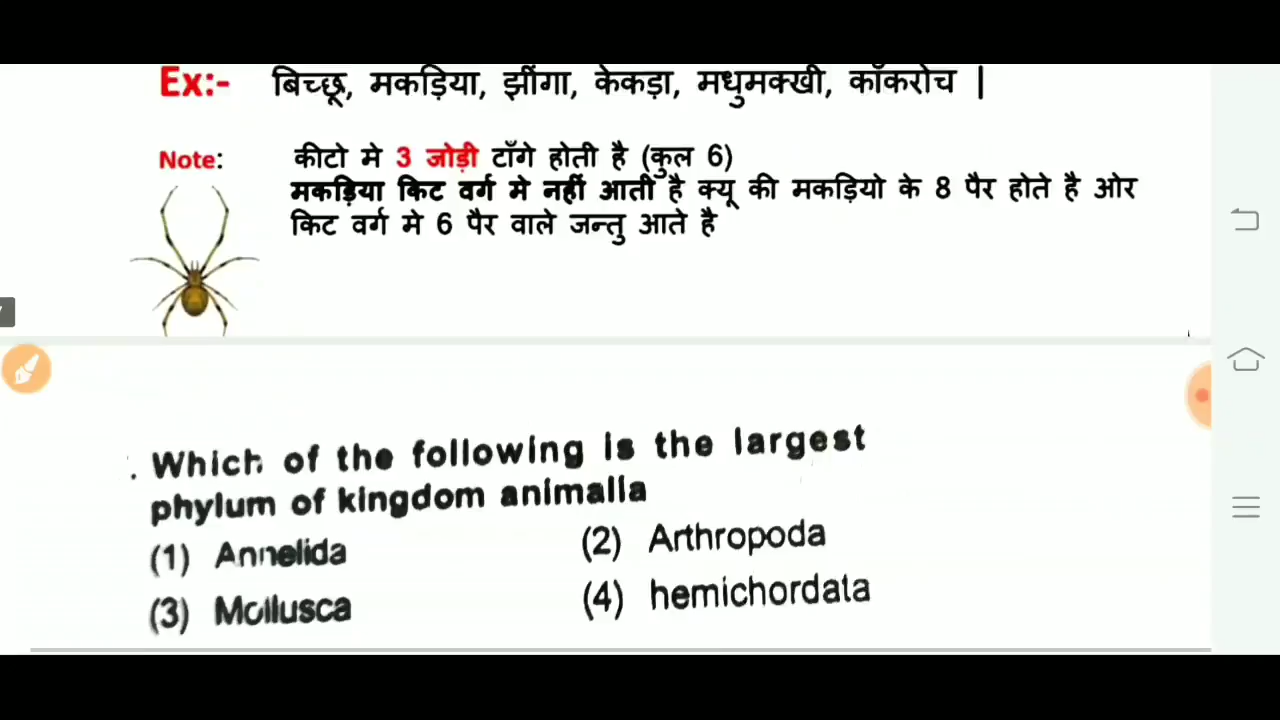 Ex:- बिच्छू, मकड़िया, झींगा, केकड़ा, मधुमक्खी, कॉकरोच |
Note: कीटो मे 3 जोड़ी टाँगे होती है (कुल 6)
मकड़िया किट वर्ग मे नहीं आती है क्यू की मकड़ियो के 8 पैर होते है ओर
किट वर्ग मे 6 पैर वाले जन्तु आते है
. Which of the following is the largest
phylum of kingdom animalia
(1) Annelida (2) Arthropoda
(3) Mollusca (4) hemichordata